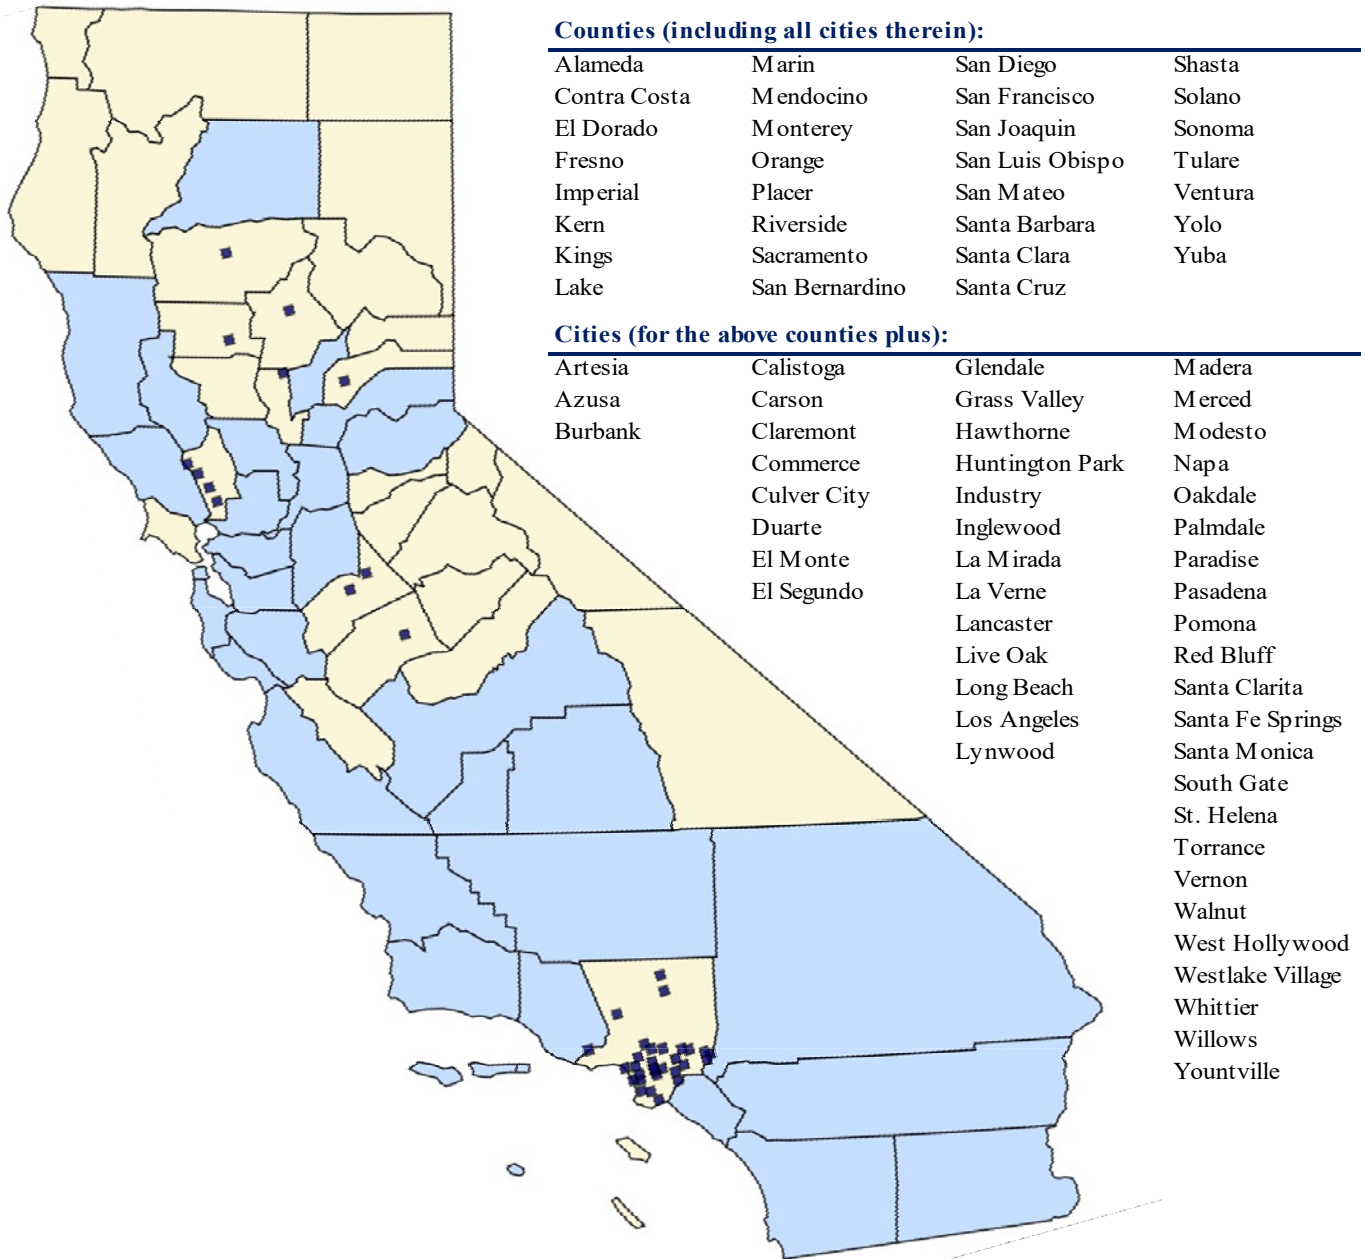 Counties (including all cities therein):
Alameda Marin San Diego Shasta
Contra Costa Mendocino San Francisco Solano
El Dorado Monterey San Joaquin Sonoma
Fresno Orange San Luis Obispo Tulare
Imperial Placer San Mateo Ventura
Kern Riverside Santa Barbara Yolo
Kings Sacramento Santa Clara Yuba
Lake San Bernardino Santa Cruz
Cities (for the above counties plus):
Artesia Calistoga Glendale Madera
Azusa Carson Grass Valley Merced
Burbank Claremont Hawthorne Modesto
Commerce Huntington Park Napa
Culver City Industry Oakdale
Duarte Inglewood Palmdale
El Monte La Mirada Paradise
El Segundo La Verne Pasadena
Lancaster Pomona
Live Oak Red Bluff
Long Beach Santa Clarita
Los Angeles Santa Fe Springs
Lynwood Santa Monica
South Gate
St. Helena
Torrance
Vernon
Walnut
West Hollywood
Westlake Village
Whittier
Willows
Yountville